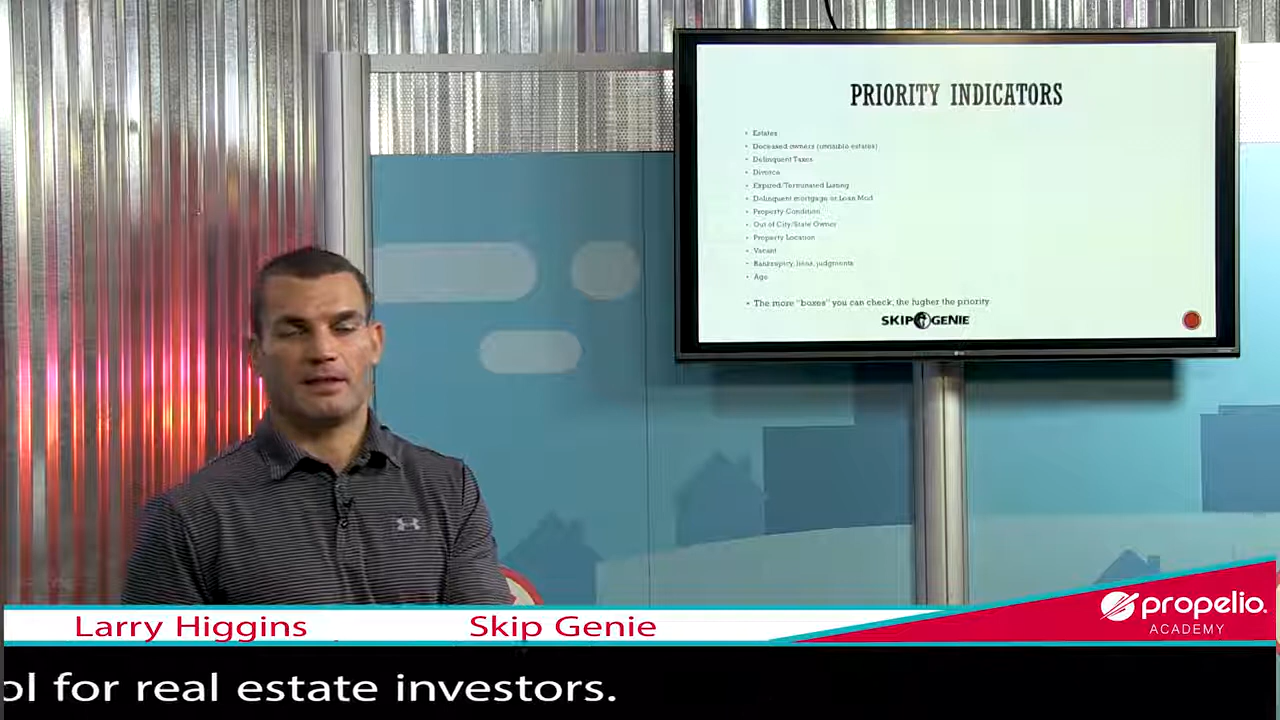 PRIORITY INDICATORS
• Estates
• Deceased owners (invisible estates)
• Delinquent Taxes
• Divorce
• Expired/Terminated Listing
• Delinquent mortgage or Loan Mod
• Property Condition
• Out of City/State Owner
• Property Location
• Vacant
• Bankruptcy, liens, judgments
• Age
• The more "boxes" you can check, the higher the priority
SKIP GENIE
LG
Larry Higgins
Skip Genie
propelio.
ACADEMY
ol for real estate investors.